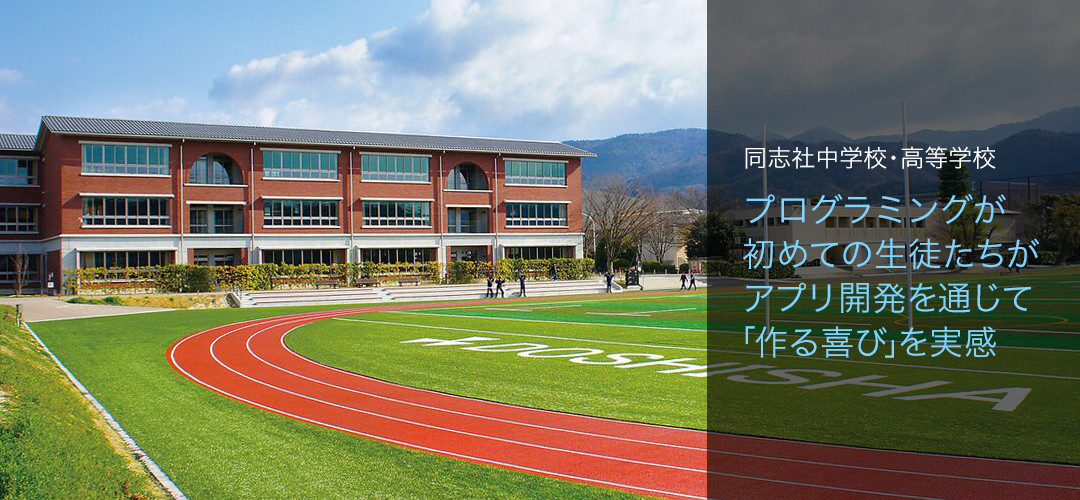 同志社中学校・高等学校
プログラミングが
初めての生徒たちが
アプリ開発を通じて
「作る喜び」を実感
DOSHISHA